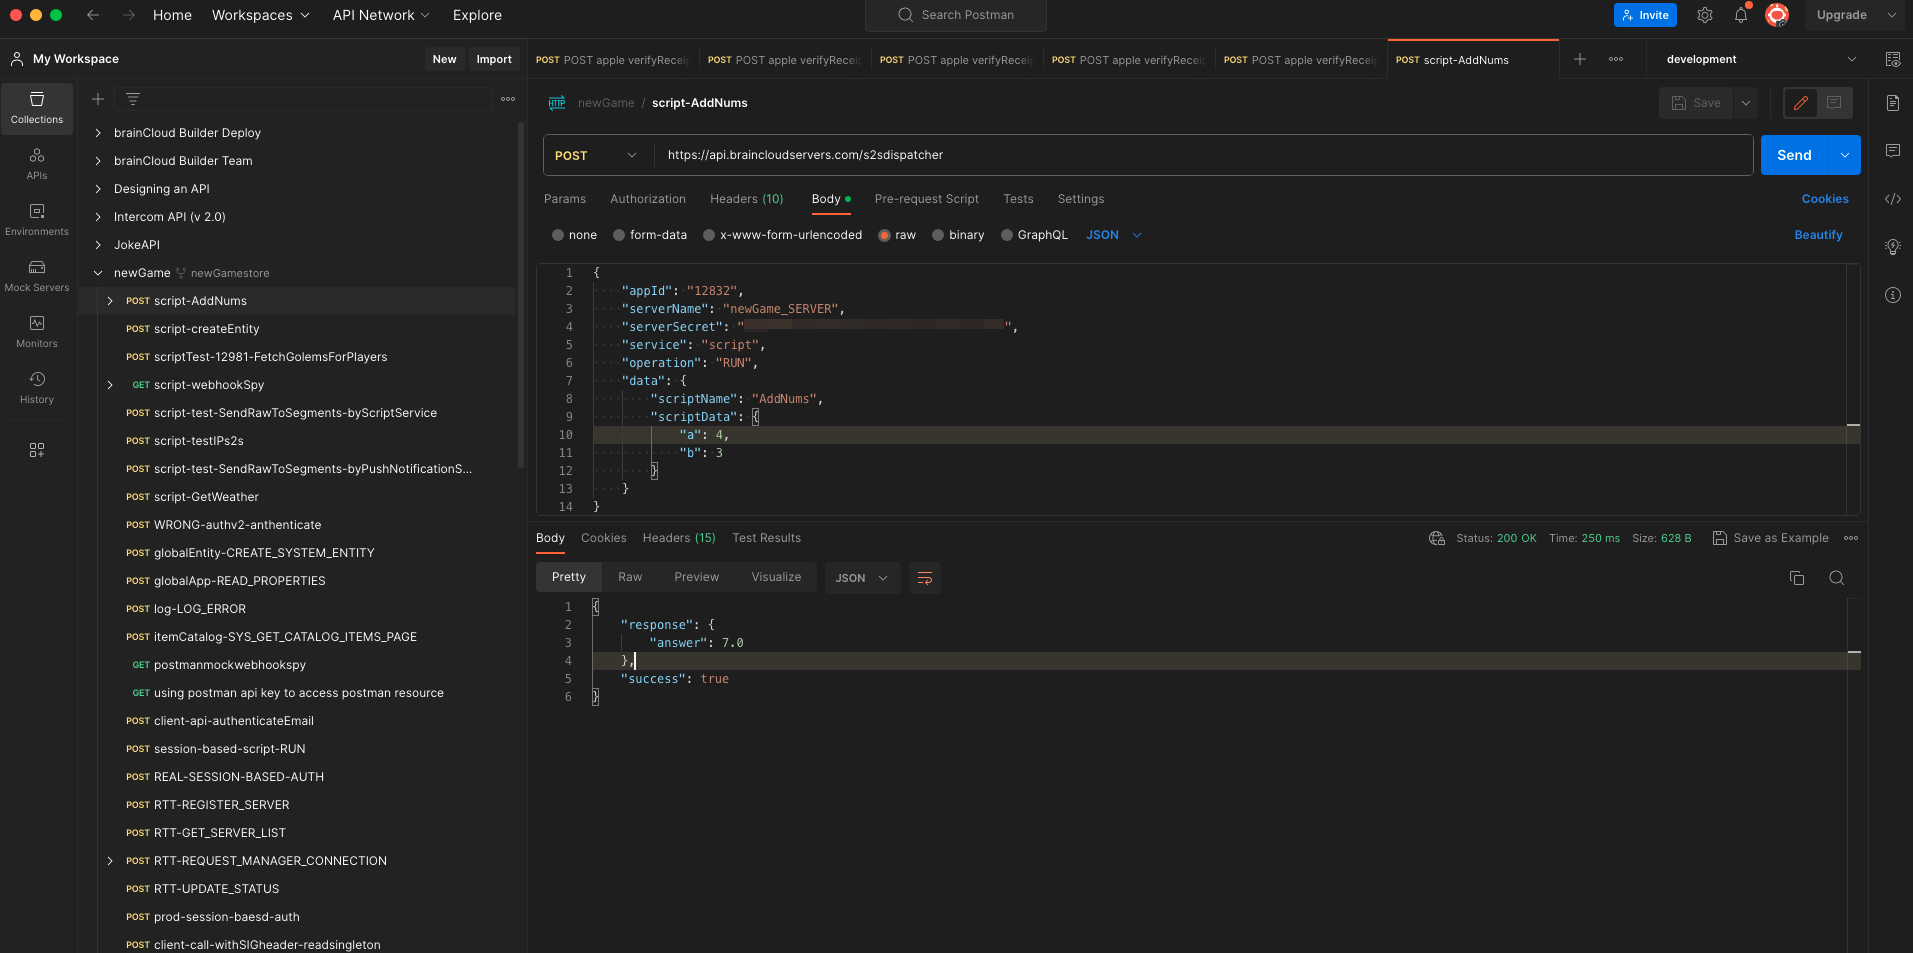 Home Workspaces API Network Explore Search Postman Invite Upgrade
My Workspace New Import
POST POST apple verifyRecei POST POST apple verifyRecei POST POST apple verifyRecei POST POST apple verifyRecei POST POST apple verifyRecei POST script-AddNums development
Collections
APIs
Environments
Mock Servers
Monitors
History
brainCloud Builder Deploy
brainCloud Builder Team
Designing an API
Intercom API (v 2.0)
JokeAPI
newGame newGamestore
POST script-AddNums
POST script-createEntity
POST scriptTest-12981-FetchGolemsForPlayers
GET script-webhookSpy
POST script-test-SendRawToSegments-byScriptService
POST script-testIPs2s
POST script-test-SendRawToSegments-byPushNotificationS...
POST script-GetWeather
POST WRONG-authv2-anthenticate
POST globalEntity-CREATE_SYSTEM_ENTITY
POST globalApp-READ_PROPERTIES
POST log-LOG_ERROR
POST itemCatalog-SYS_GET_CATALOG_ITEMS_PAGE
GET postmanmockwebhookspy
GET using postman api key to access postman resource
POST client-api-authenticateEmail
POST session-based-script-RUN
POST REAL-SESSION-BASED-AUTH
POST RTT-REGISTER_SERVER
POST RTT-GET_SERVER_LIST
POST RTT-REQUEST_MANAGER_CONNECTION
POST RTT-UPDATE_STATUS
POST prod-session-baesd-auth
POST client-call-withSIGheader-readsingleton
HTTP newGame / script-AddNums Save
POST https://api.braincloudservers.com/s2sdispatcher Send
Params Authorization Headers (10) Body Pre-request Script Tests Settings Cookies
none form-data x-www-form-urlencoded raw binary GraphQL JSON Beautify
1 {
2 "appId": "12832",
3 "serverName": "newGame_SERVER",
4 "serverSecret": " ",
5 "service": "script",
6 "operation": "RUN",
7 "data": {
8 "scriptName": "AddNums",
9 "scriptData": {
10 "a": 4,
11 "b": 3
12 }
13 }
14 }
Body Cookies Headers (15) Test Results Status: 200 OK Time: 250 ms Size: 628 B Save as Example
Pretty Raw Preview Visualize JSON
1 {
2 "response": {
3 "answer": 7.0
4 },
5 "success": true
6 }